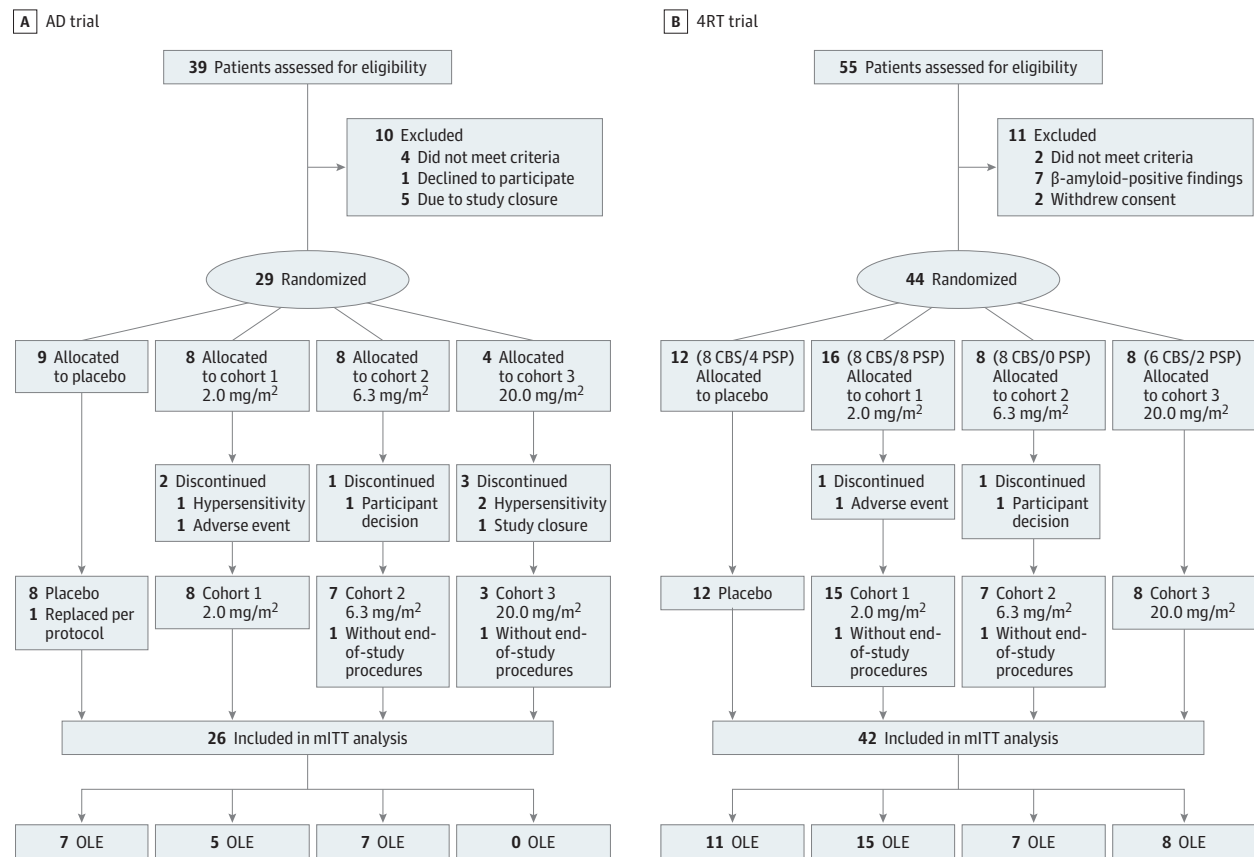 A AD trial
39 Patients assessed for eligibility
10 Excluded
4 Did not meet criteria
1 Declined to participate
5 Due to study closure
29 Randomized
9 Allocated
to placebo
8 Allocated
to cohort 1
2.0 mg/m²
8 Allocated
to cohort 2
6.3 mg/m²
4 Allocated
to cohort 3
20.0 mg/m²
2 Discontinued
1 Hypersensitivity
1 Adverse event
1 Discontinued
1 Participant
decision
3 Discontinued
2 Hypersensitivity
1 Study closure
8 Placebo
1 Replaced per
protocol
8 Cohort 1
2.0 mg/m²
7 Cohort 2
6.3 mg/m²
1 Without end-
of-study
procedures
3 Cohort 3
20.0 mg/m²
1 Without end-
of-study
procedures
26 Included in mITT analysis
7 OLE
5 OLE
7 OLE
0 OLE
B 4RT trial
55 Patients assessed for eligibility
11 Excluded
2 Did not meet criteria
7 β-amyloid-positive findings
2 Withdrew consent
44 Randomized
12 (8 CBS/4 PSP)
Allocated
to placebo
16 (8 CBS/8 PSP)
Allocated
to cohort 1
2.0 mg/m²
8 (8 CBS/0 PSP)
Allocated
to cohort 2
6.3 mg/m²
8 (6 CBS/2 PSP)
Allocated
to cohort 3
20.0 mg/m²
1 Discontinued
1 Adverse event
1 Discontinued
1 Participant
decision
12 Placebo
15 Cohort 1
2.0 mg/m²
1 Without end-
of-study
procedures
7 Cohort 2
6.3 mg/m²
1 Without end-
of-study
procedures
8 Cohort 3
20.0 mg/m²
42 Included in mITT analysis
11 OLE
15 OLE
7 OLE
8 OLE